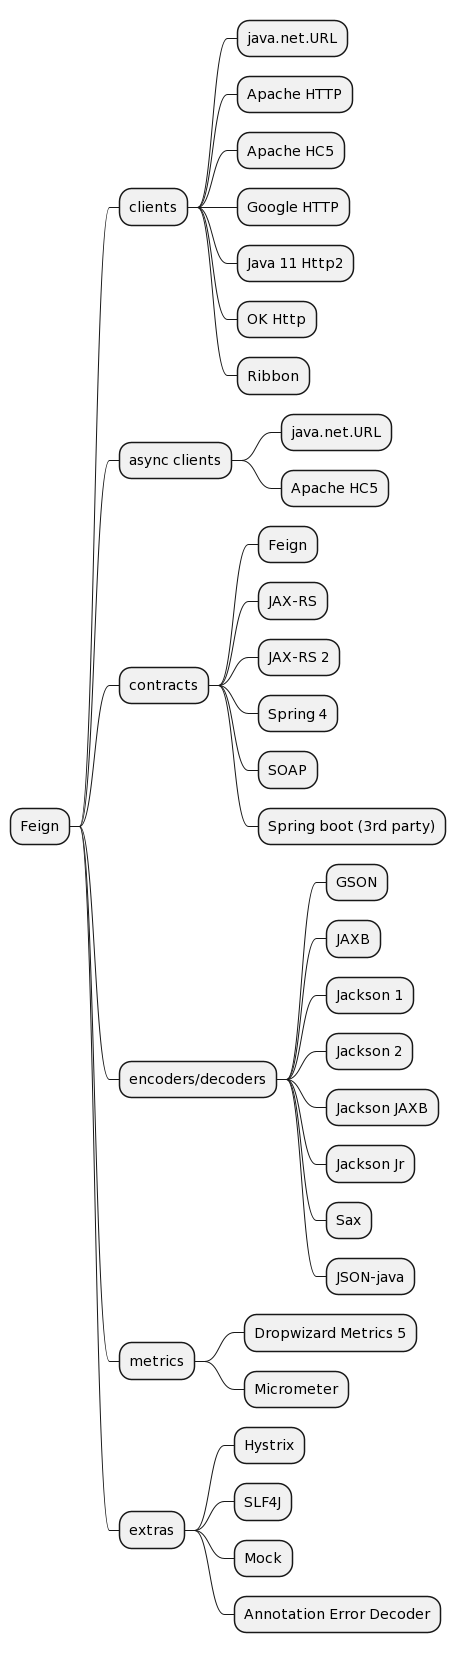 Feign
clients
java.net.URL
Apache HTTP
Apache HC5
Google HTTP
Java 11 Http2
OK Http
Ribbon
async clients
java.net.URL
Apache HC5
contracts
Feign
JAX-RS
JAX-RS 2
Spring 4
SOAP
Spring boot (3rd party)
encoders/decoders
GSON
JAXB
Jackson 1
Jackson 2
Jackson JAXB
Jackson Jr
Sax
JSON-java
metrics
Dropwizard Metrics 5
Micrometer
extras
Hystrix
SLF4J
Mock
Annotation Error Decoder